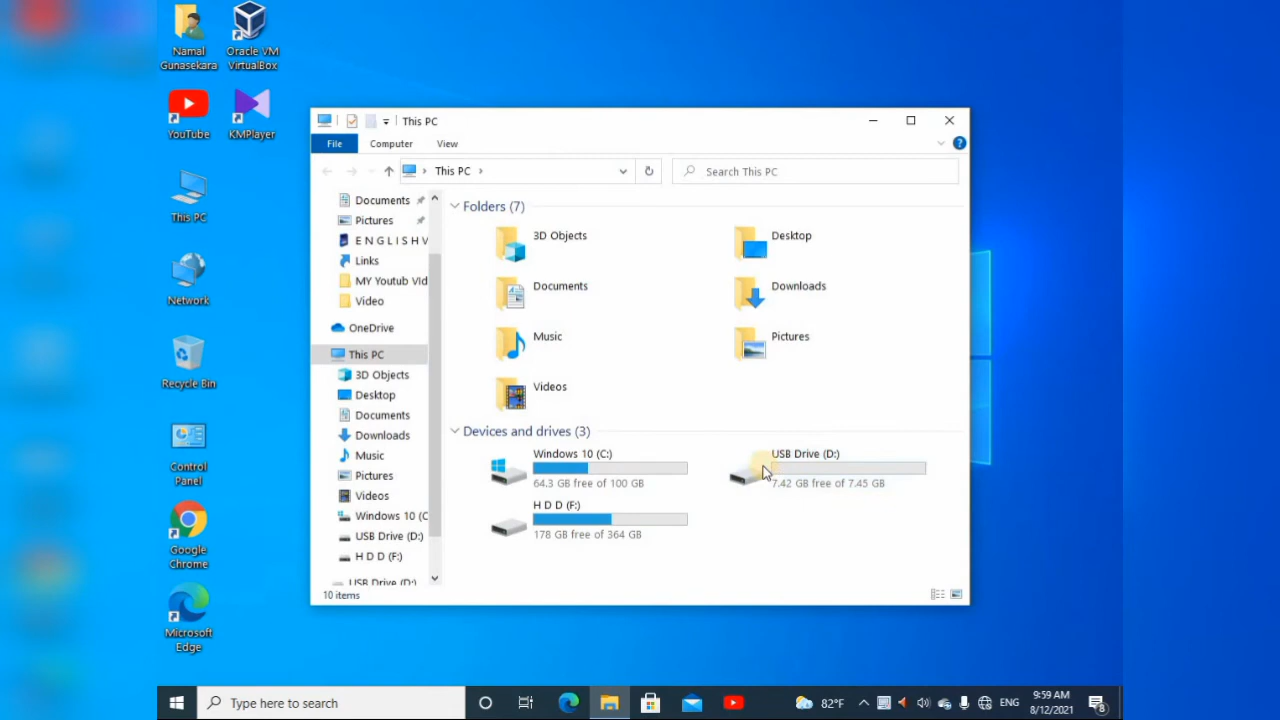 Namal
Gunasekara
Oracle VM
VirtualBox
YouTube
KMPlayer
This PC
Network
Recycle Bin
Control
Panel
Google
Chrome
Microsoft
Edge
This PC
File
Computer
View
This PC
Search This PC
Documents
Pictures
E N G L I S H V
Links
MY Youtub VId
Video
OneDrive
This PC
3D Objects
Desktop
Documents
Downloads
Music
Pictures
Videos
Windows 10 (C
USB Drive (D:)
H D D (F:)
USB Drive (D:)
Folders (7)
3D Objects
Desktop
Documents
Downloads
Music
Pictures
Videos
Devices and drives (3)
Windows 10 (C:)
64.3 GB free of 100 GB
USB Drive (D:)
7.42 GB free of 7.45 GB
H D D (F:)
178 GB free of 364 GB
10 items
Type here to search
82°F
ENG
9:59 AM
8/12/2021
8